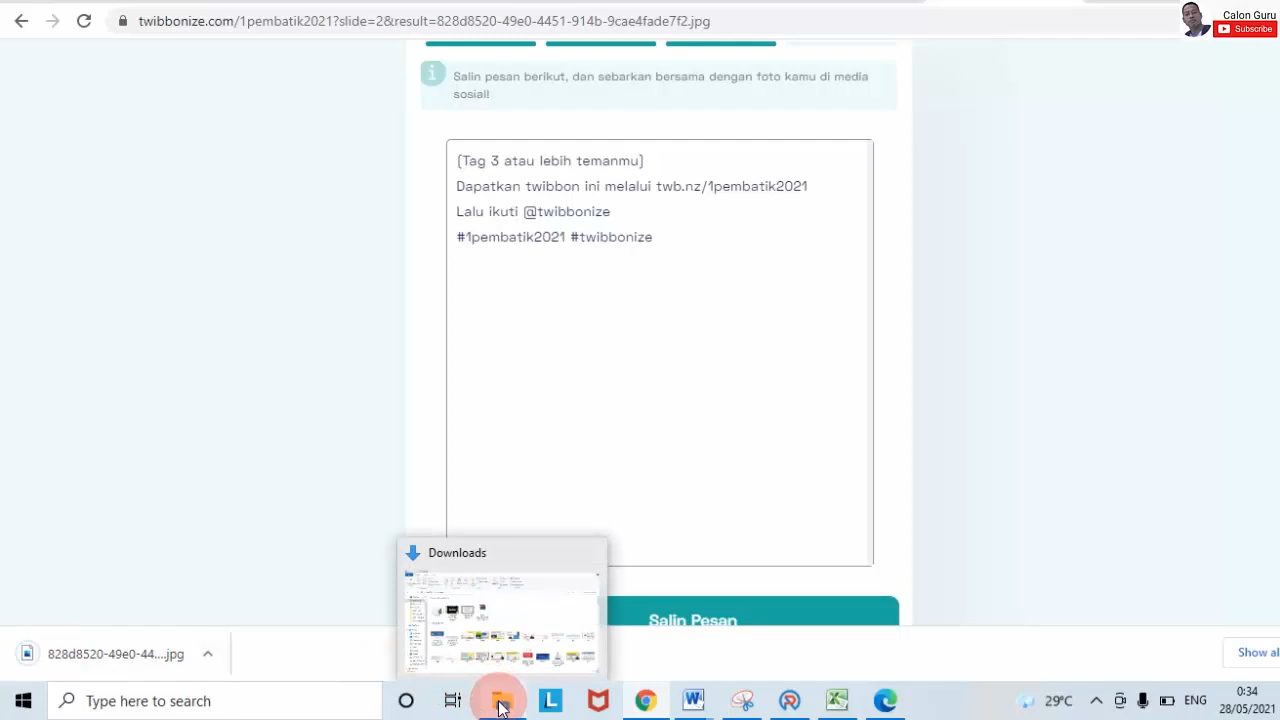 twibbonize.com/1pembatik2021?slide=2&result=828d8520-49e0-4451-914b-9cae4fade7f2.jpg
Calon Guru
Subscribe
Salin pesan berikut, dan sebarkan bersama dengan foto kamu di media
sosial!
[Tag 3 atau lebih temanmu]
Dapatkan twibbon ini melalui twb.nz/1pembatik2021
Lalu ikuti @twibbonize
#1pembatik2021 #twibbonize
Downloads
Salin Pesan
828d8520-49e0-44....jpg
Show al
Type here to search
L
W
29°C
ENG
0:34
28/05/2021